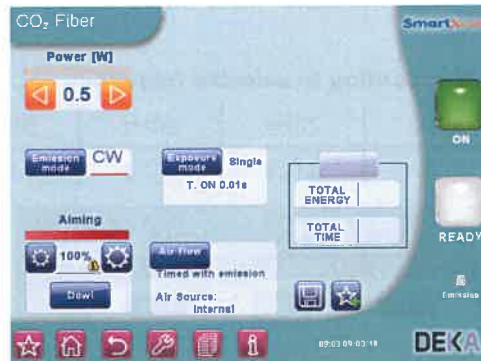 CO₂ Fiber
Smart
Power [W]
0.5
ON
Emission mode
CW
Exposure mode
Single
T. ON 0.01s
TOTAL ENERGY
TOTAL TIME
READY
Aiming
100%
Dowl
Air flow
Timed with emission
Air Source:
Internal
Emission
DEKA